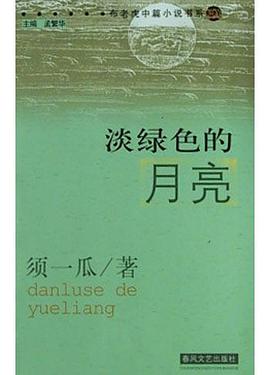 布老虎中篇小说书系
主编 孟繁华
淡绿色的
月亮
须一瓜/著
danluse de
yueliang
春风文艺出版社